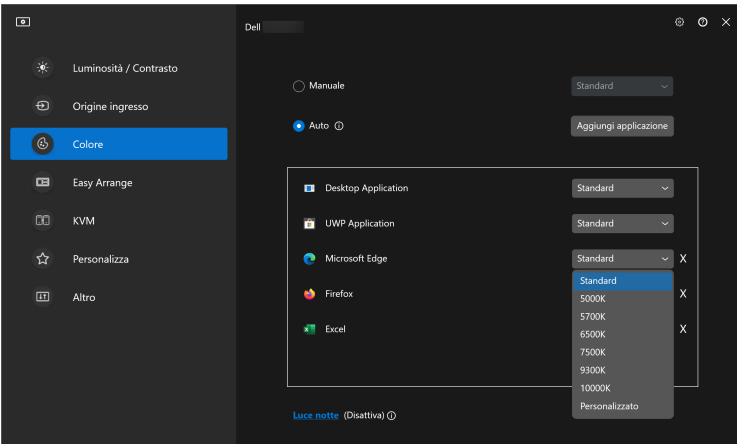 Dell
Luminosità / Contrasto
Origine ingresso
Colore
Easy Arrange
KVM
Personalizza
Altro
Manuale
Standard
Auto
Aggiungi applicazione
Desktop Application
Standard
UWP Application
Standard
Microsoft Edge
Standard
X
Firefox
X
Excel
X
Standard
5000K
5700K
6500K
7500K
9300K
10000K
Personalizzato
Luce notte (Disattiva)